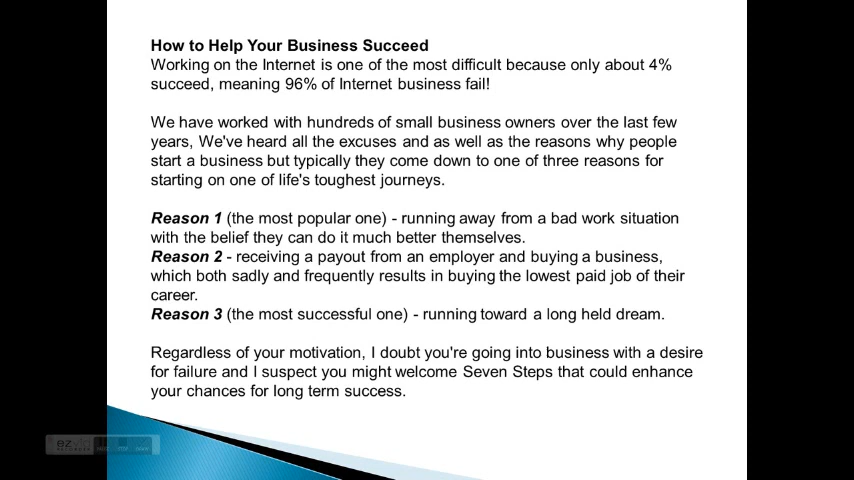 How to Help Your Business Succeed
Working on the Internet is one of the most difficult because only about 4%
succeed, meaning 96% of Internet business fail!
We have worked with hundreds of small business owners over the last few
years, We've heard all the excuses and as well as the reasons why people
start a business but typically they come down to one of three reasons for
starting on one of life's toughest journeys.
Reason 1 (the most popular one) - running away from a bad work situation
with the belief they can do it much better themselves.
Reason 2 - receiving a payout from an employer and buying a business,
which both sadly and frequently results in buying the lowest paid job of their
career.
Reason 3 (the most successful one) - running toward a long held dream.
Regardless of your motivation, I doubt you're going into business with a desire
for failure and I suspect you might welcome Seven Steps that could enhance
your chances for long term success.
ezvid
RECORDER